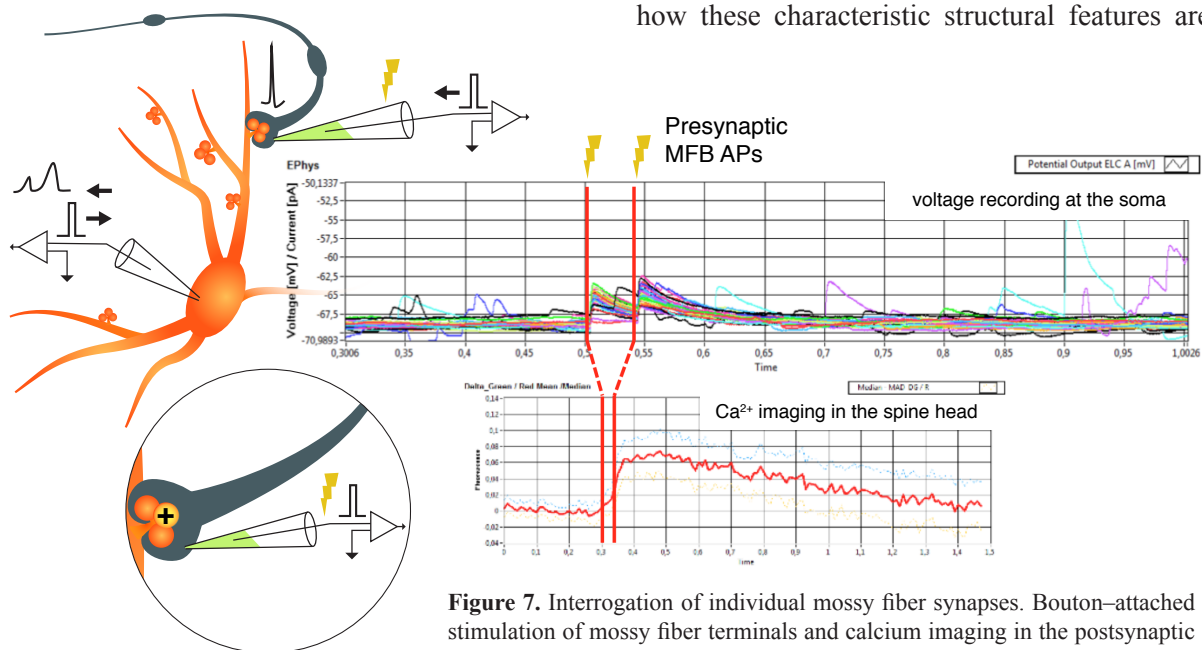 how these characteristic structural features are
Presynaptic
MFB APs
EPhys
Potential Output ELC A [mV]
voltage recording at the soma
Voltage [mV] / Current [pA]
-50,1337
-52,5
-55
-57,5
-60
-62,5
-65
-67,5
-70,9893
0,3006 0,35 0,4 0,45 0,5 0,55 0,6 0,65 0,7 0,75 0,8 0,85 0,9 0,95 1,0026
Time
Delta_Green / Red Mean /Median
Median - MAD DG / R
Ca²⁺ imaging in the spine head
Fluorescence
0,14
0,12
0,1
0,08
0,06
0,04
0,02
0
0,02
0,04
0 0,1 0,2 0,3 0,4 0,5 0,6 0,7 0,8 0,9 1 1,1 1,2 1,3 1,4 1,5
Time
+
Figure 7. Interrogation of individual mossy fiber synapses. Bouton–attached
stimulation of mossy fiber terminals and calcium imaging in the postsynaptic